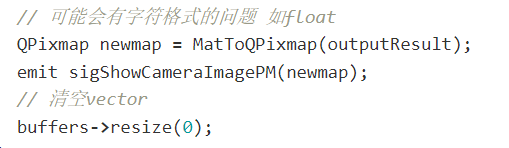 // 可能会有字符格式的问题 如float
QPixmap newmap = MatToQPixmap(outputResult);
emit sigShowCameraImagePM(newmap);
// 清空vector
buffers->resize(0);